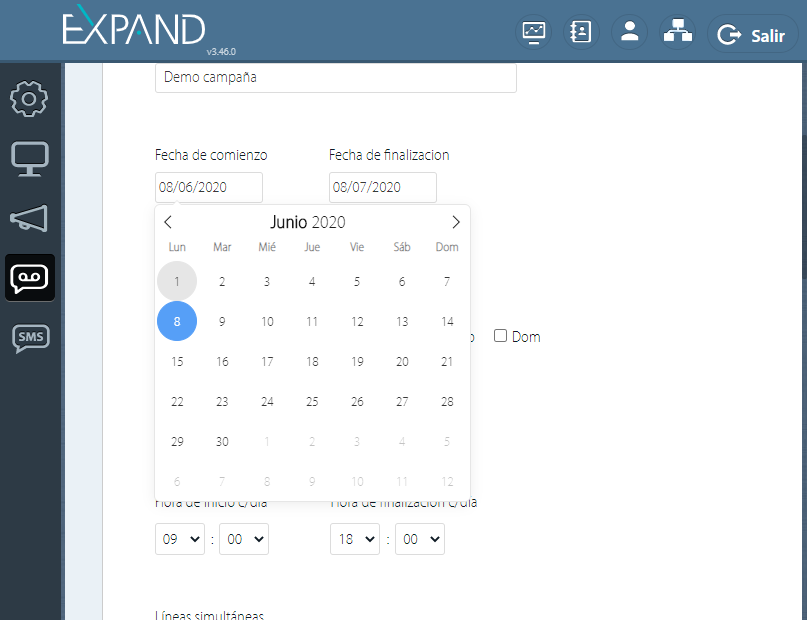 EXPAND
v3.46.0
Salir
SMS
Demo campaña
Fecha de comienzo Fecha de finalizacion
08/06/2020 08/07/2020
Junio 2020
Lun Mar Mié Jue Vie Sáb Dom
1 2 3 4 5 6 7
8 9 10 11 12 13 14
15 16 17 18 19 20 21
22 23 24 25 26 27 28
29 30 1 2 3 4 5
6 7 8 9 10 11 12
Dom
Hora de inicio c/día Hora de finalización c/día
09 : 00 18 : 00
Líneas simultáneas